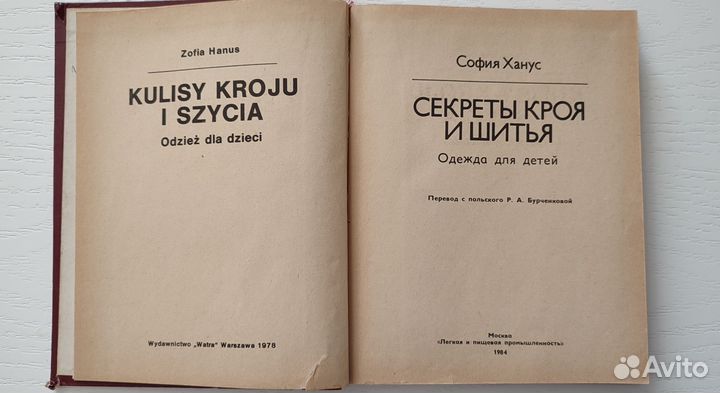 Zofia Hanus
KULISY KROJU
I SZYCIA
Odzież dla dzieci
Wydawnictwo „Watra" Warszawa 1978
София Ханус
СЕКРЕТЫ КРОЯ
И ШИТЬЯ
Одежда для детей
Перевод с польского Р. А. Бурченковой
Москва
«Легкая и пищевая промышленность»
1984
Avito